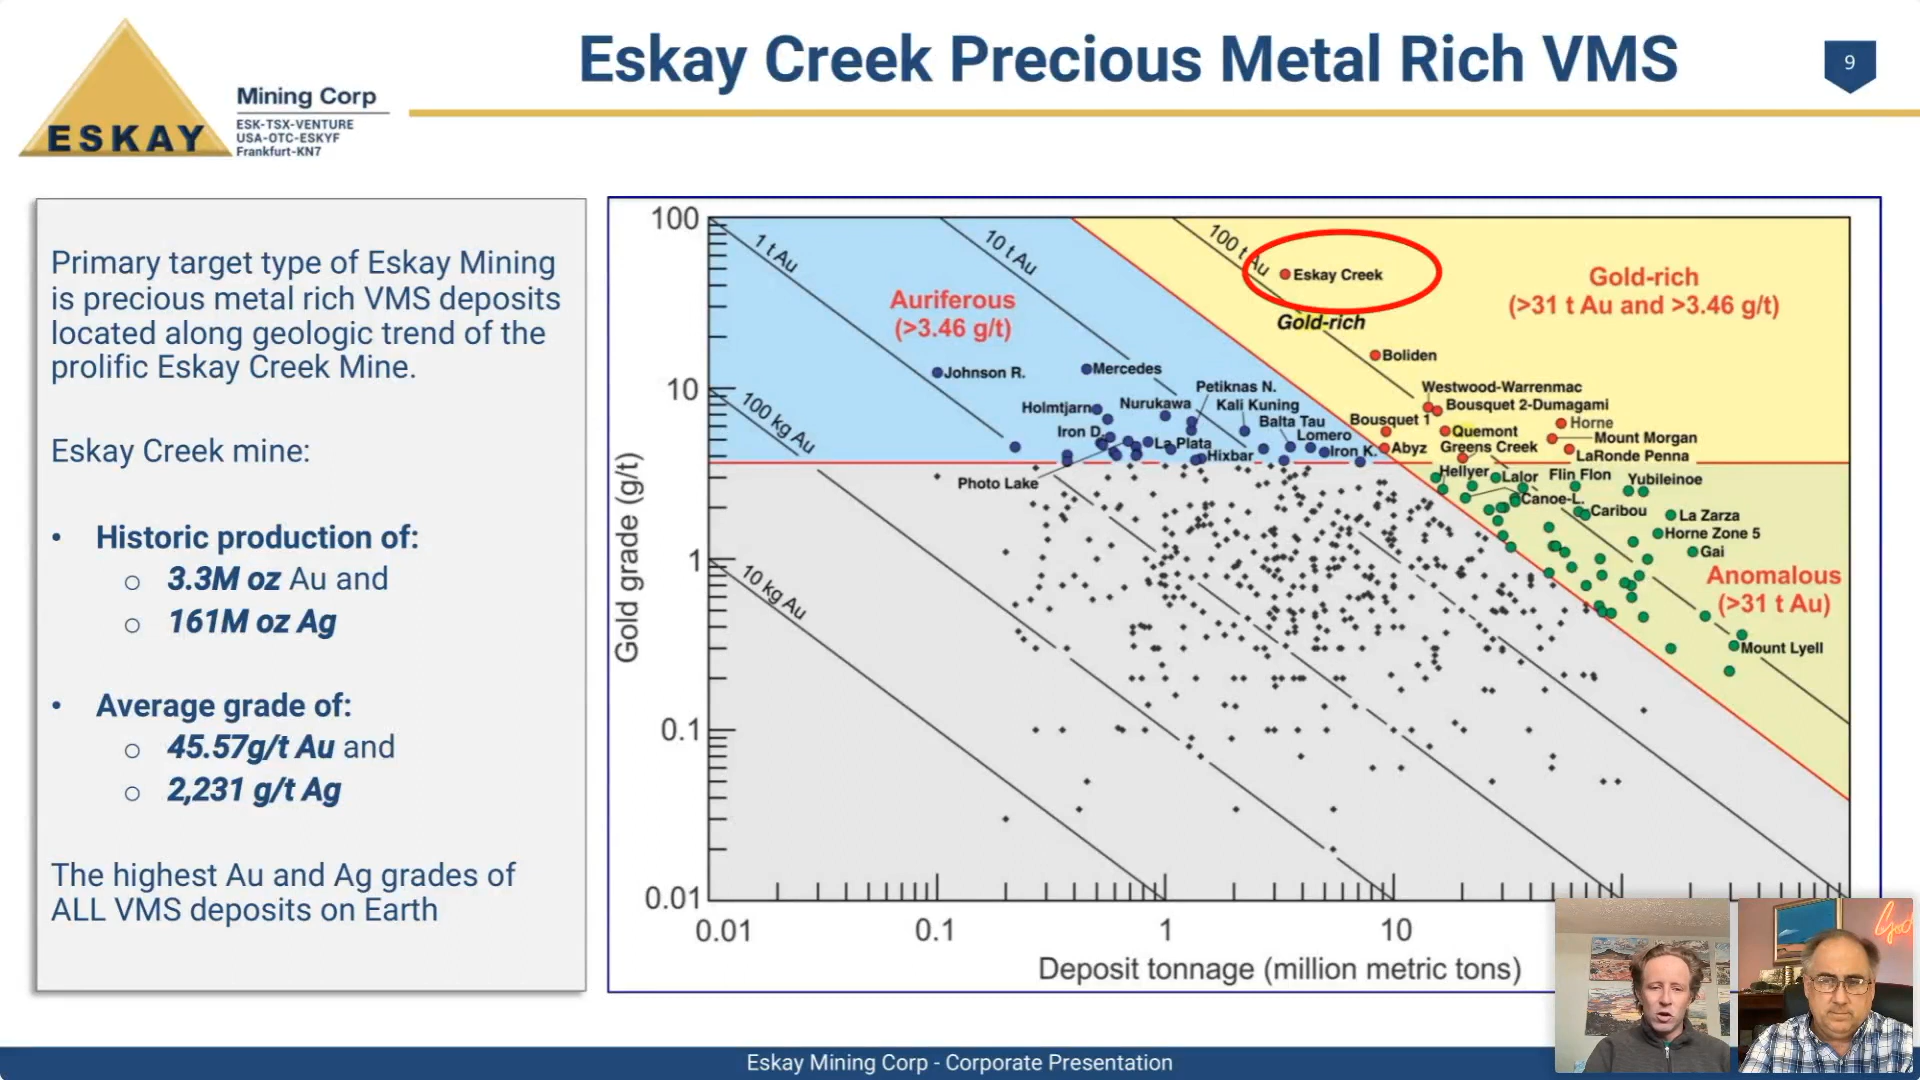 Eskay Creek Precious Metal Rich VMS
9
ESKAY
Mining Corp
ESK-TSX-VENTURE
USA-OTC-ESKYF
Frankfurt-KN7
Primary target type of Eskay Mining
is precious metal rich VMS deposits
located along geologic trend of the
prolific Eskay Creek Mine.
Eskay Creek mine:
• Historic production of:
○ 3.3M oz Au and
○ 161M oz Ag
• Average grade of:
○ 45.57g/t Au and
○ 2,231 g/t Ag
The highest Au and Ag grades of
ALL VMS deposits on Earth
Gold grade (g/t)
100
10
1
0.1
0.01
1 t Au
10 t Au
100 t Au
100 kg Au
10 kg Au
Auriferous
(>3.46 g/t)
Eskay Creek
Gold-rich
Gold-rich
(>31 t Au and >3.46 g/t)
Boliden
Johnson R.
Mercedes
Petiknas N.
Westwood-Warrenmac
Holmtjarn
Nurukawa
Kali Kuning
Bousquet 2-Dumagami
Balta Tau
Bousquet 1
Horne
Iron D.
La Plata
Lomero
Quemont
Mount Morgan
Hixbar
Iron K.
Abyz
Greens Creek
LaRonde Penna
Photo Lake
Hellyer
Lalor
Flin Flon
Yubileinoe
Canoe-L.
Caribou
La Zarza
Horne Zone 5
Gai
Anomalous
(>31 t Au)
Mount Lyell
0.01
0.1
1
10
Deposit tonnage (million metric tons)
God
Eskay Mining Corp - Corporate Presentation